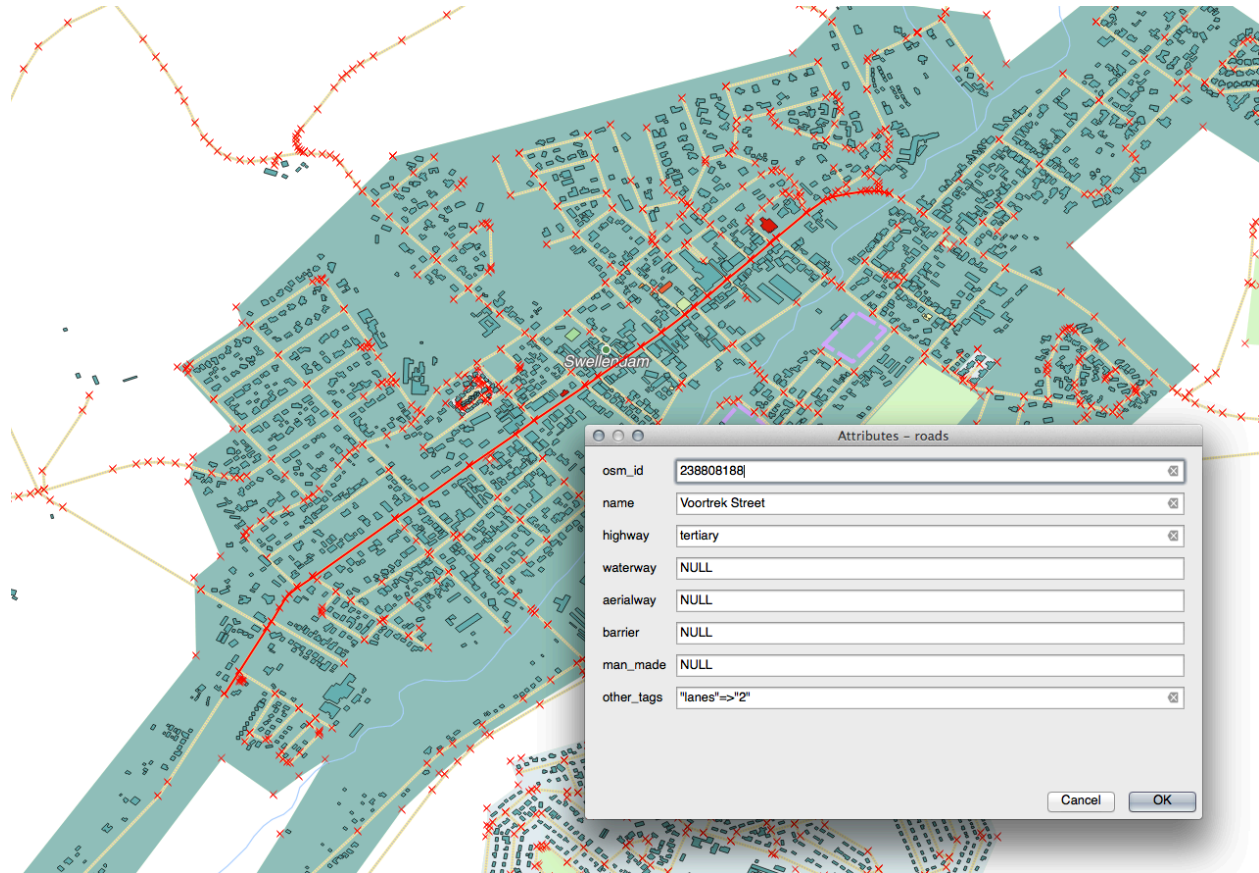 Swellendam
Attributes – roads
osm_id 238808188
name Voortrek Street
highway tertiary
waterway NULL
aerialway NULL
barrier NULL
man_made NULL
other_tags "lanes"=>"2"
Cancel OK